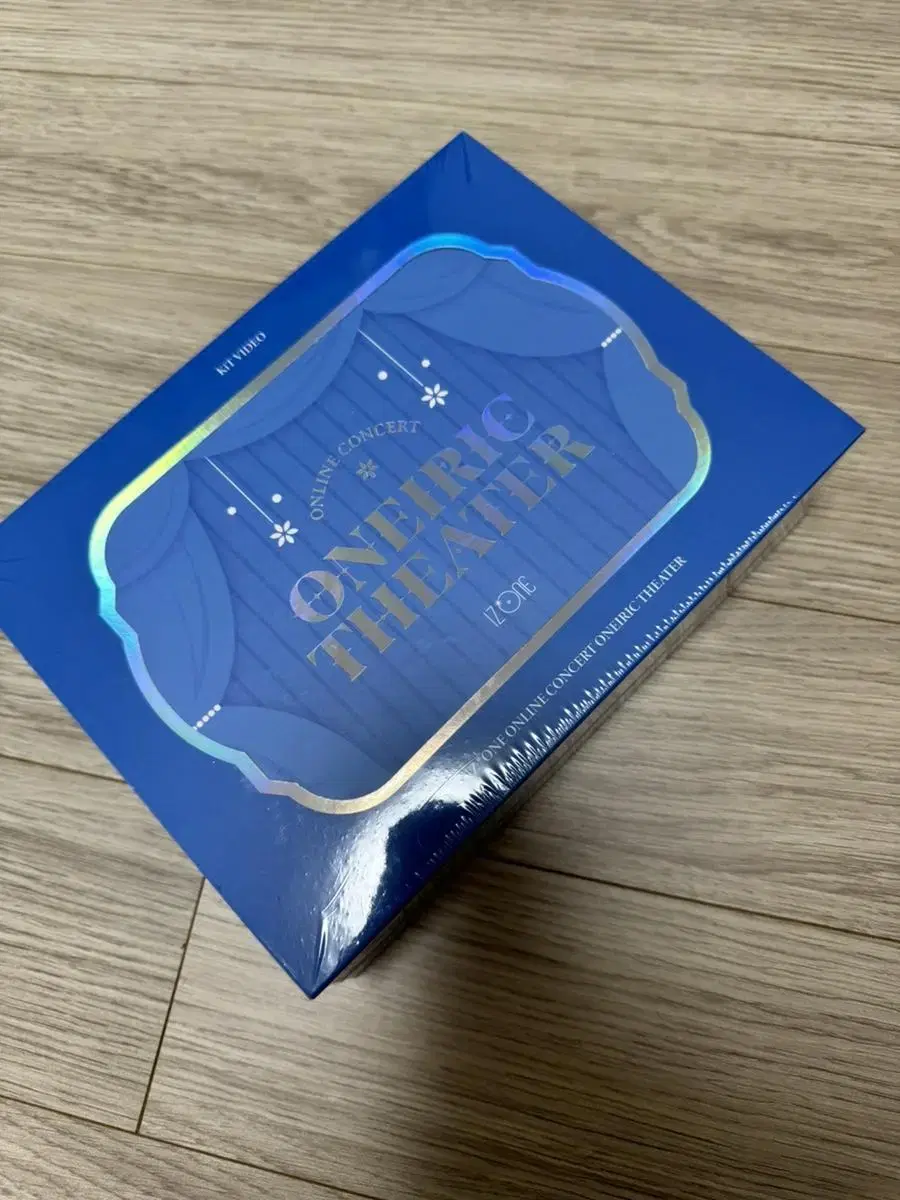 KIT VIDEO
ONLINE CONCERT
ONEIRIC
THEATER
IZ*ONE
IZ*ONE ONLINE CONCERT ONEIRIC THEATER